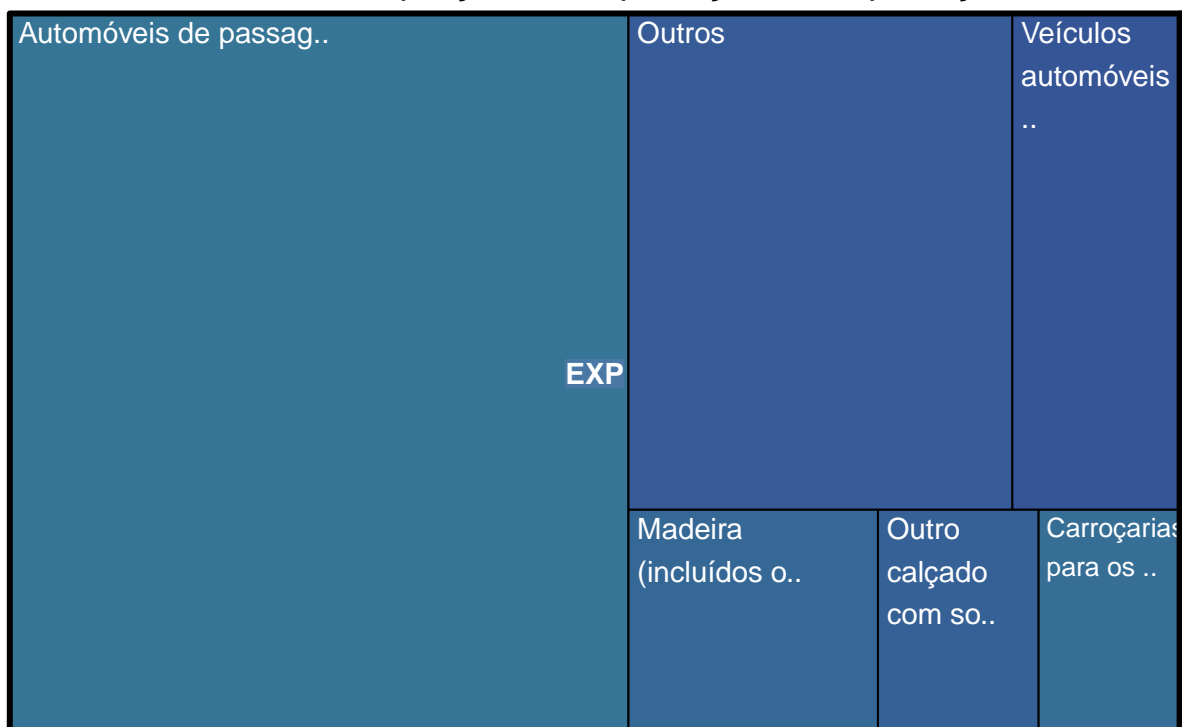 Automóveis de passag..
Outros
Veículos
automóveis
..
EXP
Madeira
(incluídos o..
Outro
calçado
com so..
Carroçarias
para os ..